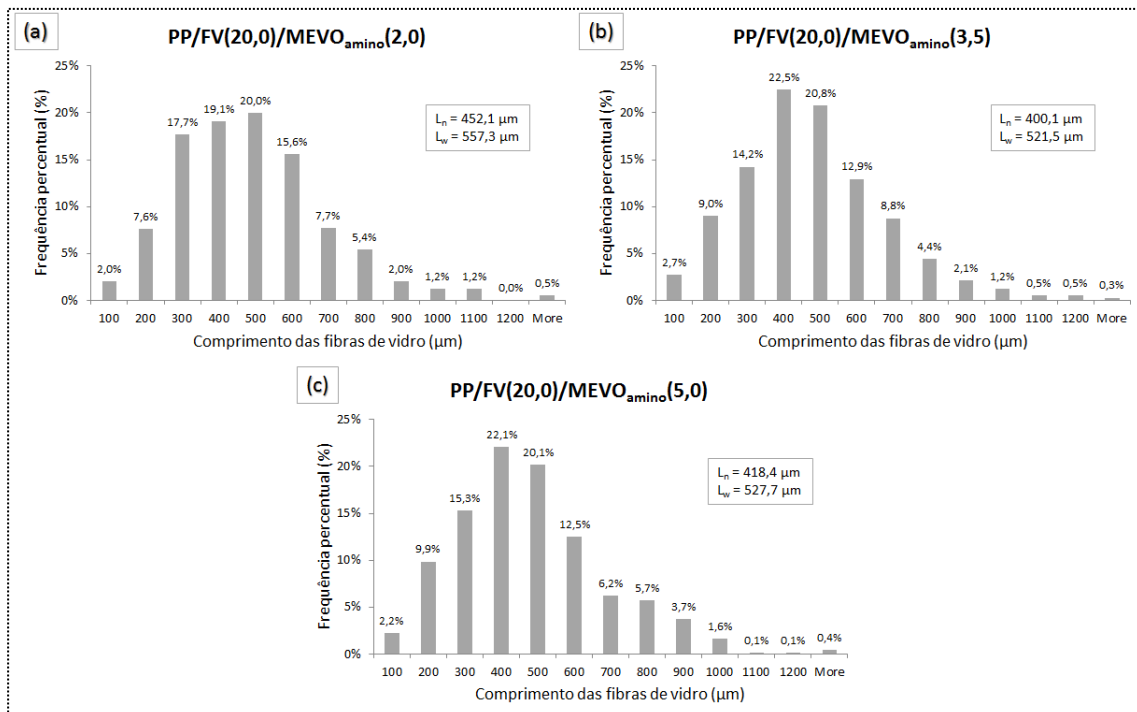 (a)
PP/FV(20,0)/MEVOamino(2,0)
Frequência percentual (%)
25%
20%
15%
10%
5%
0%
2,0%
7,6%
17,7%
19,1%
20,0%
15,6%
7,7%
5,4%
2,0%
1,2%
1,2%
0,0%
0,5%
Ln = 452,1 µm
Lw = 557,3 µm
100 200 300 400 500 600 700 800 900 1000 1100 1200 More
Comprimento das fibras de vidro (µm)
(b)
PP/FV(20,0)/MEVOamino(3,5)
Frequência percentual (%)
25%
20%
15%
10%
5%
0%
2,7%
9,0%
14,2%
22,5%
20,8%
12,9%
8,8%
4,4%
2,1%
1,2%
0,5%
0,5%
0,3%
Ln = 400,1 µm
Lw = 521,5 µm
100 200 300 400 500 600 700 800 900 1000 1100 1200 More
Comprimento das fibras de vidro (µm)
(c)
PP/FV(20,0)/MEVOamino(5,0)
Frequência percentual (%)
25%
20%
15%
10%
5%
0%
2,2%
9,9%
15,3%
22,1%
20,1%
12,5%
6,2%
5,7%
3,7%
1,6%
0,1%
0,1%
0,4%
Ln = 418,4 µm
Lw = 527,7 µm
100 200 300 400 500 600 700 800 900 1000 1100 1200 More
Comprimento das fibras de vidro (µm)